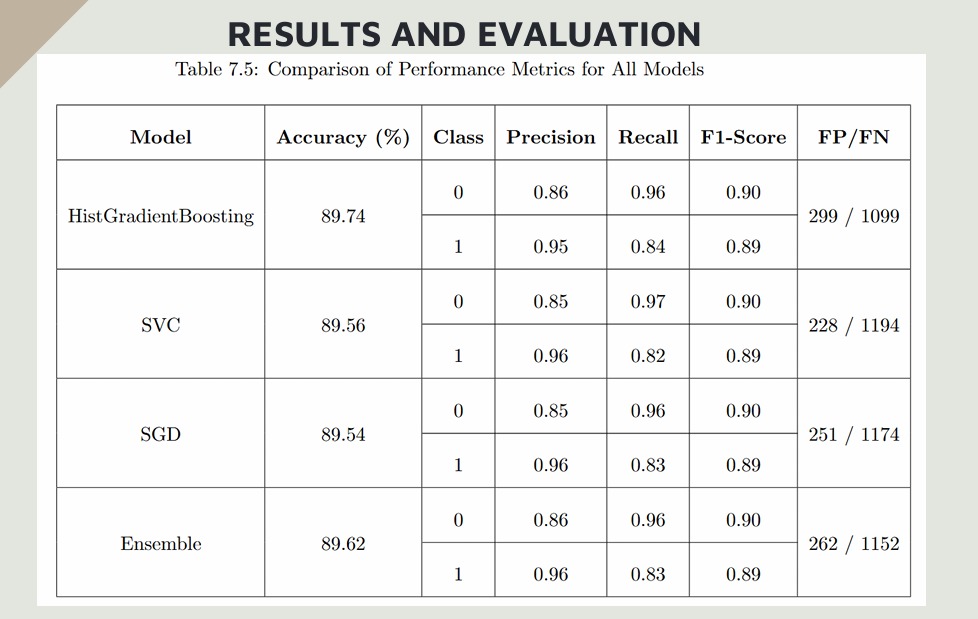 RESULTS AND EVALUATION
Table 7.5: Comparison of Performance Metrics for All Models
Model Accuracy (%) Class Precision Recall F1-Score FP/FN
HistGradientBoosting 89.74 0 0.86 0.96 0.90 299 / 1099
1 0.95 0.84 0.89
SVC 89.56 0 0.85 0.97 0.90 228 / 1194
1 0.96 0.82 0.89
SGD 89.54 0 0.85 0.96 0.90 251 / 1174
1 0.96 0.83 0.89
Ensemble 89.62 0 0.86 0.96 0.90 262 / 1152
1 0.96 0.83 0.89